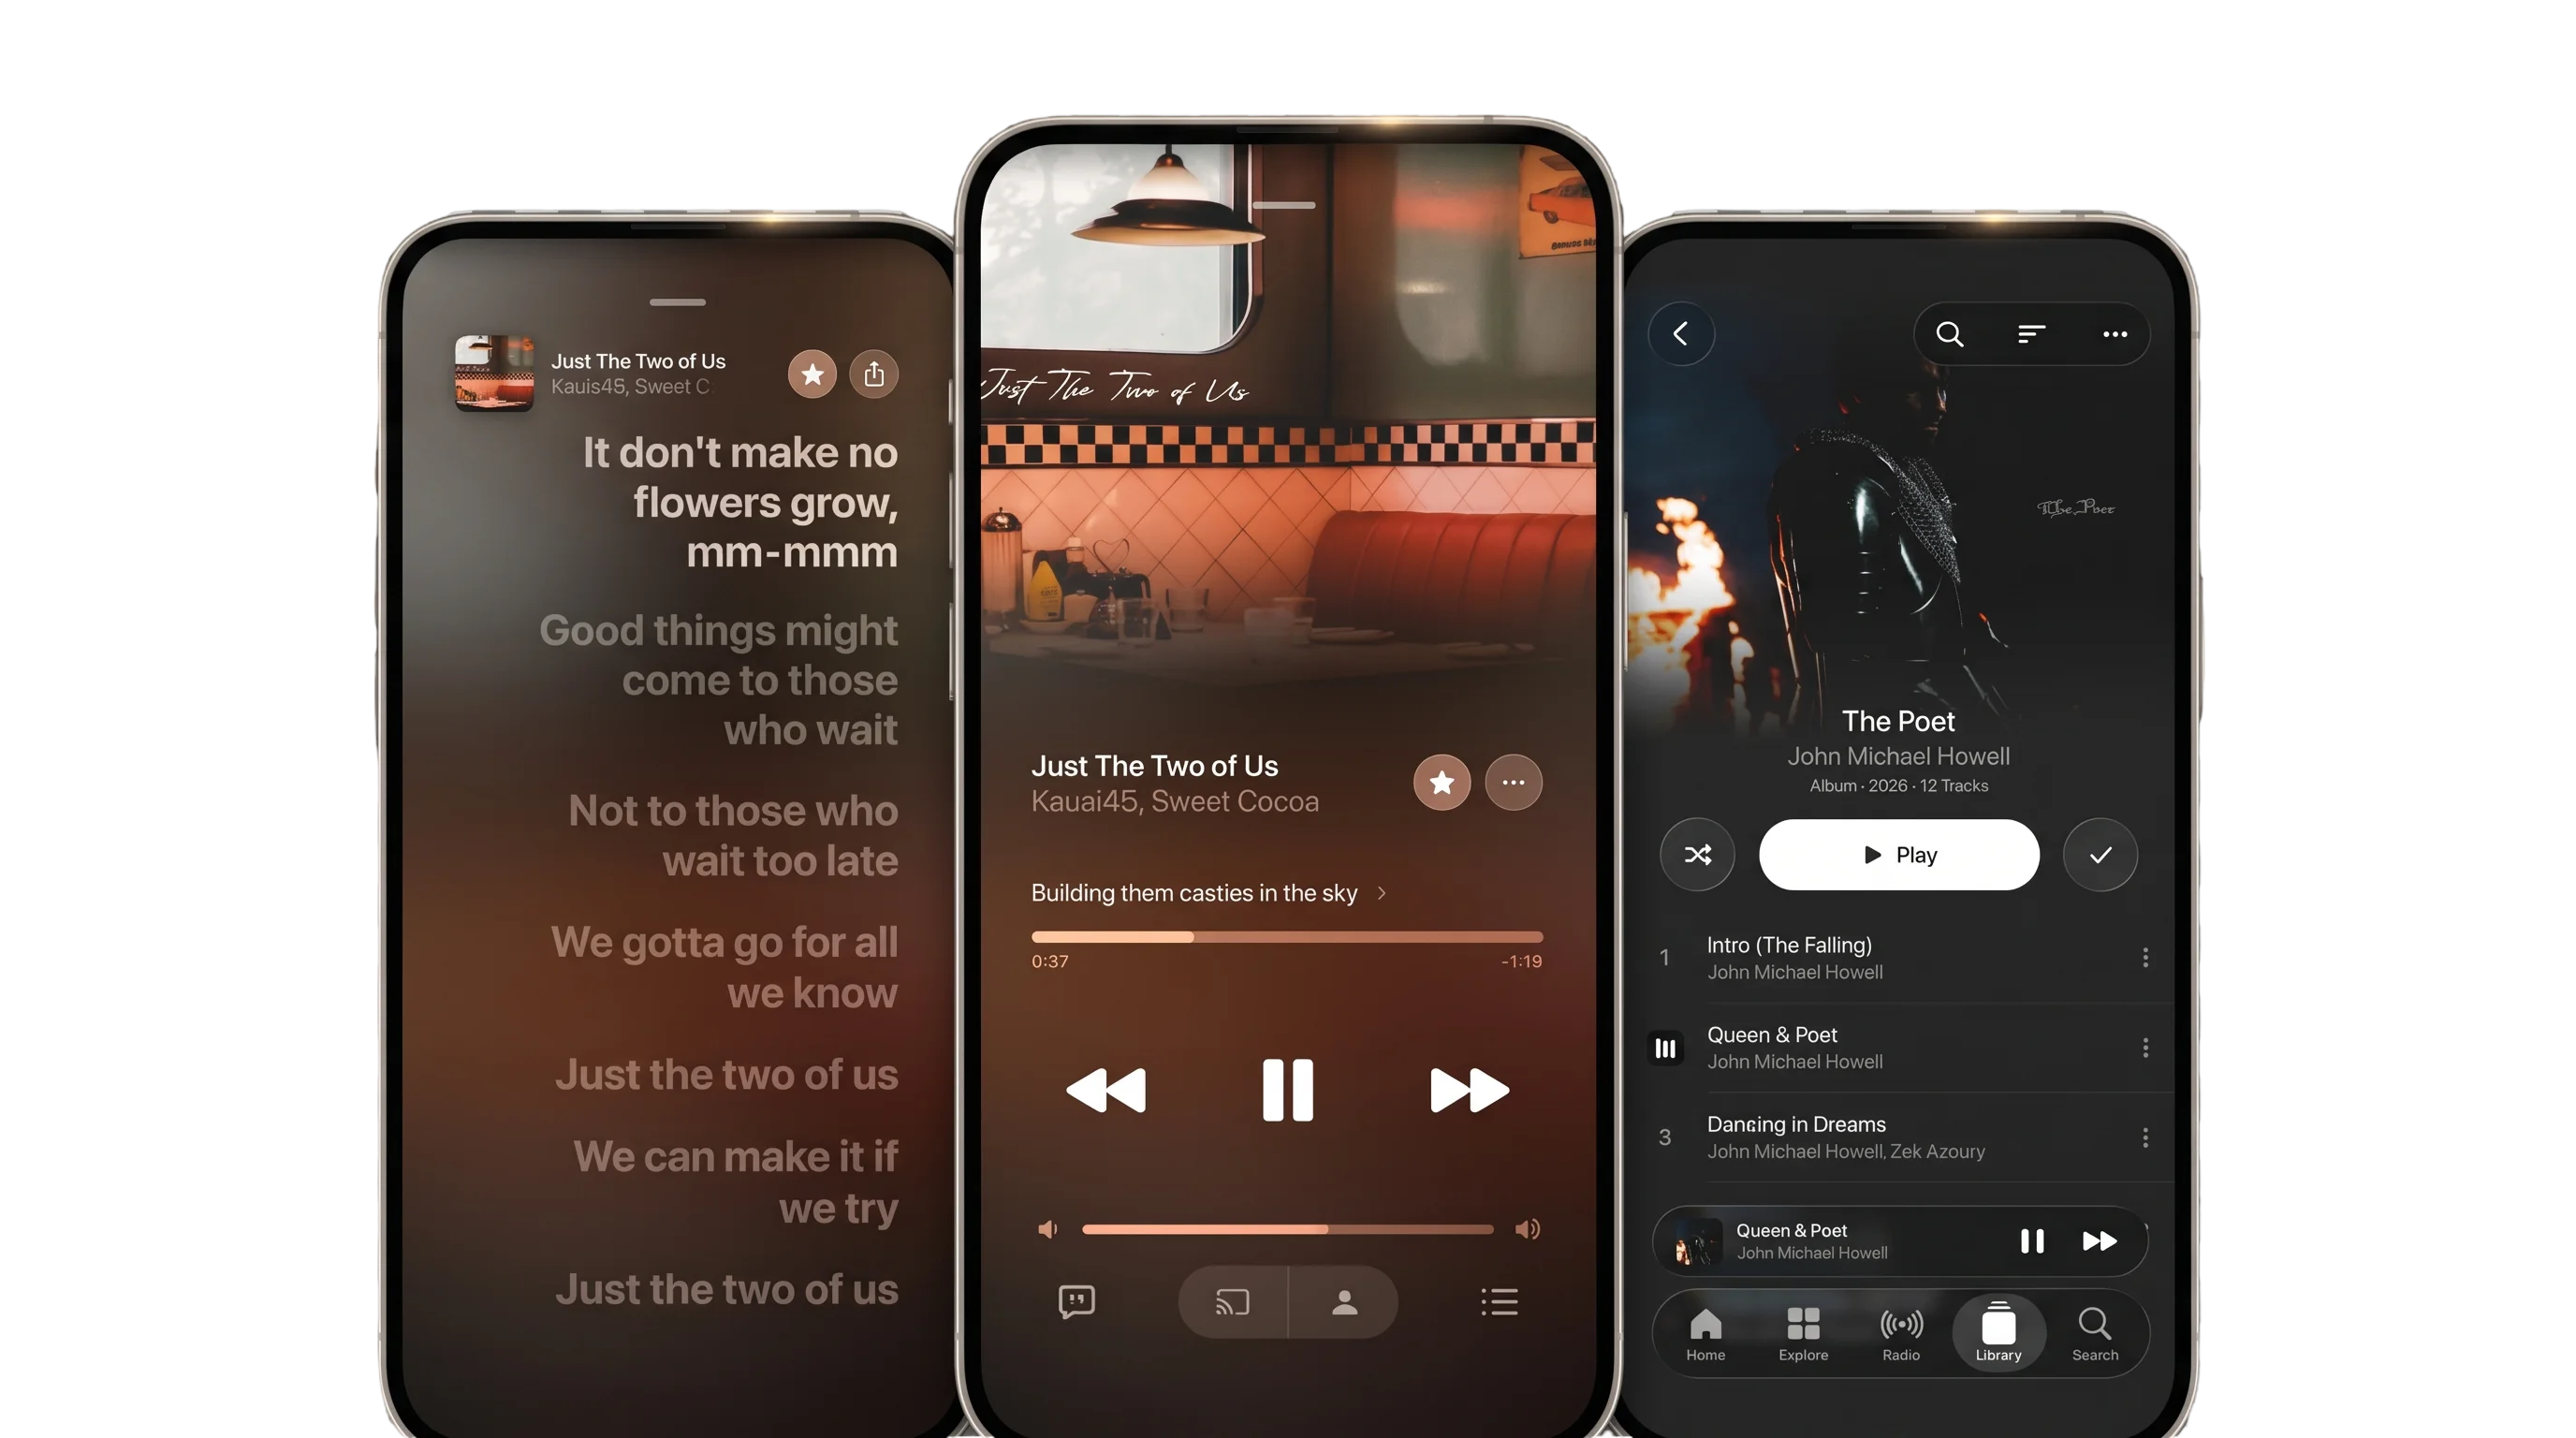 Just The Two of Us
Kauis45, Sweet C
It don't make no
flowers grow,
mm-mmm
Good things might
come to those
who wait
Not to those who
wait too late
We gotta go for all
we know
Just the two of us
We can make it if
we try
Just the two of us
Just The Two of Us
Just The Two of Us
Kauai45, Sweet Cocoa
Building them casties in the sky
0:37
-1:19
The Poet
The Poet
John Michael Howell
Album · 2026 · 12 Tracks
Play
1
Intro (The Falling)
John Michael Howell
Queen & Poet
John Michael Howell
3
Dancing in Dreams
John Michael Howell, Zek Azoury
Queen & Poet
John Michael Howell
Home
Explore
Radio
Library
Search